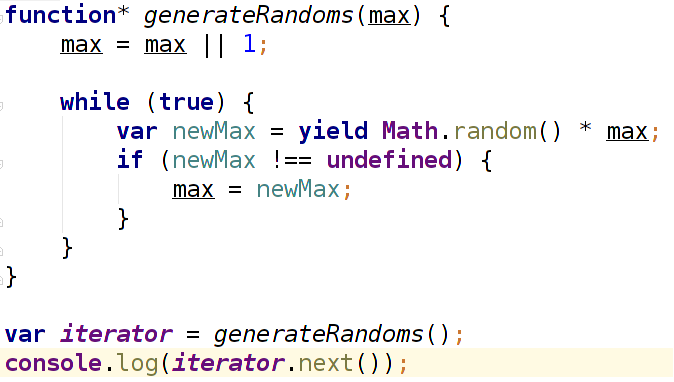 function* generateRandoms(max) {
    max = max || 1;
    while (true) {
        var newMax = yield Math.random() * max;
        if (newMax !== undefined) {
            max = newMax;
        }
    }
}
var iterator = generateRandoms();
console.log(iterator.next());